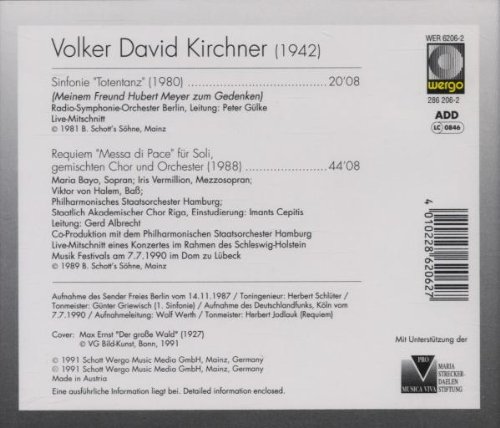 Volker David Kirchner (1942)
WER 6206-2
wergo
286 206-2
ADD
LC 0846
Sinfonie "Totentanz" (1980) ........................................ 20'08
(Meinem Freund Hubert Meyer zum Gedenken)
Radio-Symphonie-Orchester Berlin, Leitung: Peter Gülke
Live-Mitschnitt
© 1981 B. Schott's Söhne, Mainz
Requiem "Messa di Pace" für Soli,
gemischten Chor und Orchester (1988) ....................... 44'08
Maria Bayo, Sopran; Iris Vermillion, Mezzosopran;
Viktor von Halem, Baß;
Philharmonisches Staatsorchester Hamburg;
Staatlich Akademischer Chor Riga, Einstudierung: Imants Cepitis
Leitung: Gerd Albrecht
Co-Produktion mit dem Philharmonischen Staatsorchester Hamburg
Live-Mitschnitt eines Konzertes im Rahmen des Schleswig-Holstein
Musik Festivals am 7.7.1990 im Dom zu Lübeck
© 1989 B. Schott's Söhne, Mainz
4 010228 620627
Aufnahme des Sender Freies Berlin vom 14.11.1987 / Toringenieur: Herbert Schlüter /
Tonmeister: Günter Griewisch (1. Sinfonie) / Aufnahme des Deutschlandfunks, Köln vom
7.7.1990 / Aufnahmeleitung: Wolf Werth / Tonmeister: Herbert Jadlauk (Requiem)
Cover: Max Ernst "Der große Wald" (1927)
© VG Bild-Kunst, Bonn, 1991
℗ 1991 Schott Wergo Music Media GmbH, Mainz, Germany
© 1991 Schott Wergo Music Media GmbH, Mainz, Germany
Made in Austria
Eine ausführliche Information liegt bei. Detailed information enclosed.
Mit Unterstützung der
PRO
MUSICA VIVA
MARIA
STRECKER-
DAELEN
STIFTUNG